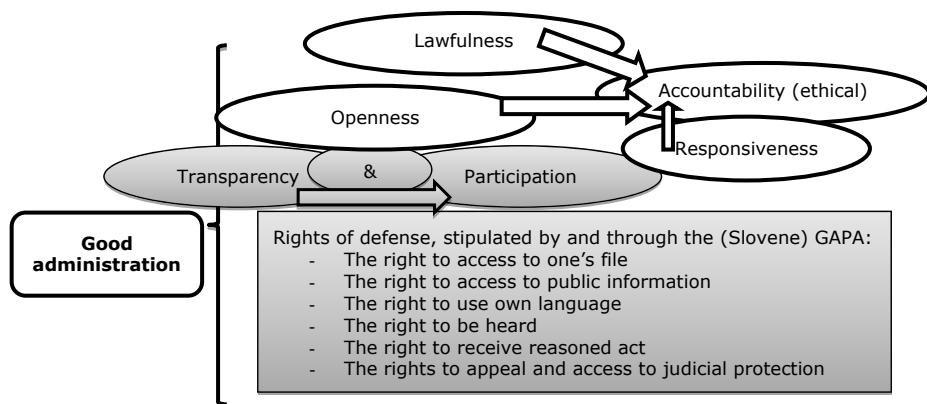 Lawfulness
Accountability (ethical)
Openness
Responsiveness
Transparency
&
Participation
Good
administration
Rights of defense, stipulated by and through the (Slovene) GAPA:
- The right to access to one’s file
- The right to access to public information
- The right to use own language
- The right to be heard
- The right to receive reasoned act
- The rights to appeal and access to judicial protection